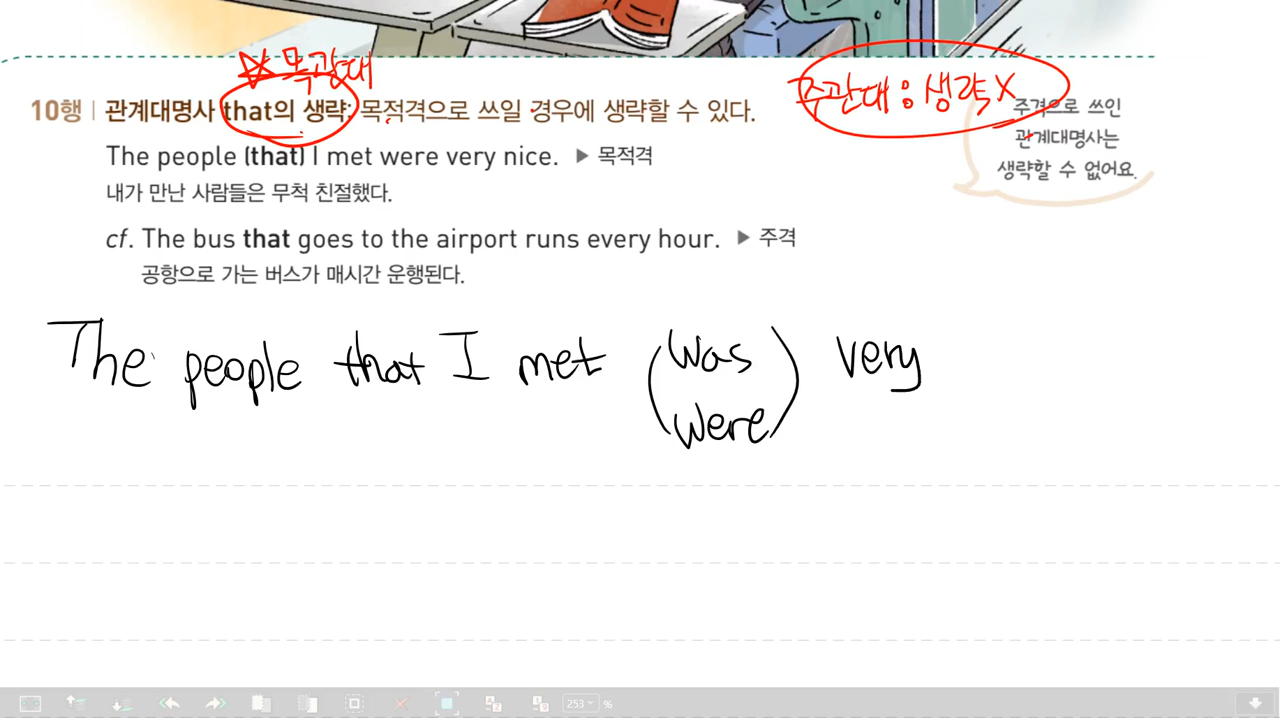 ☆목관대
주관대 : 생략 X
10행 | 관계대명사 that의 생략: 목적격으로 쓰일 경우에 생략할 수 있다.
The people (that) I met were very nice. ▶ 목적격
내가 만난 사람들은 무척 친절했다.
cf. The bus that goes to the airport runs every hour. ▶ 주격
공항으로 가는 버스가 매시간 운행된다.
주격으로 쓰인
관계대명사는
생략할 수 없어요.
The people that I met (was very
were)
253 %